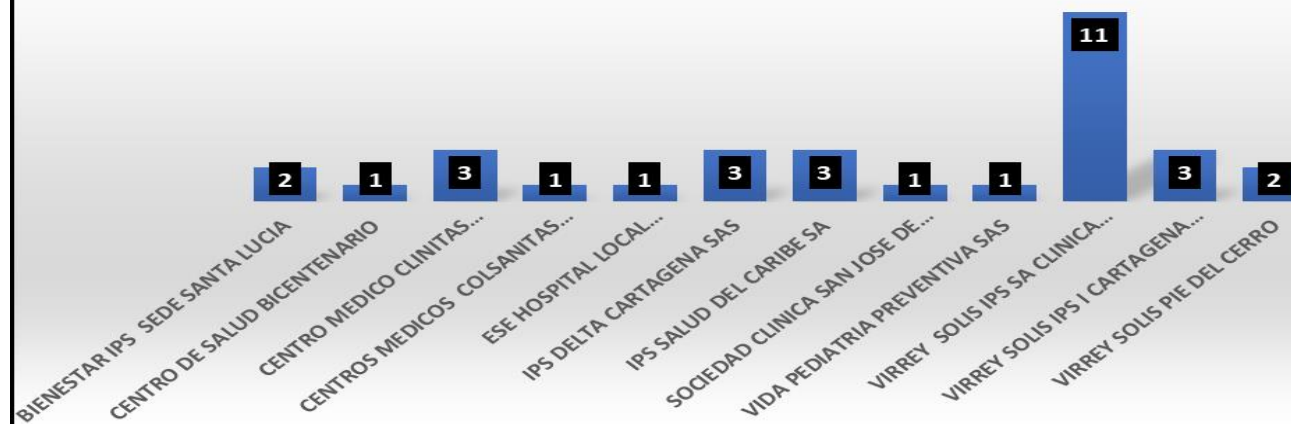 11
2
1
3
1
1
3
3
1
1
3
2
BIENESTAR IPS SEDE SANTA LUCIA
CENTRO DE SALUD BICENTENARIO
CENTRO MEDICO CLINITAS...
CENTROS MEDICOS COLSANITAS...
ESE HOSPITAL LOCAL...
IPS DELTA CARTAGENA SAS
IPS SALUD DEL CARIBE SA
SOCIEDAD CLINICA SAN JOSE DE...
VIDA PEDIATRIA PREVENTIVA SAS
VIRREY SOLIS IPS SA CLINICA...
VIRREY SOLIS IPS I CARTAGENA...
VIRREY SOLIS PIE DEL CERRO